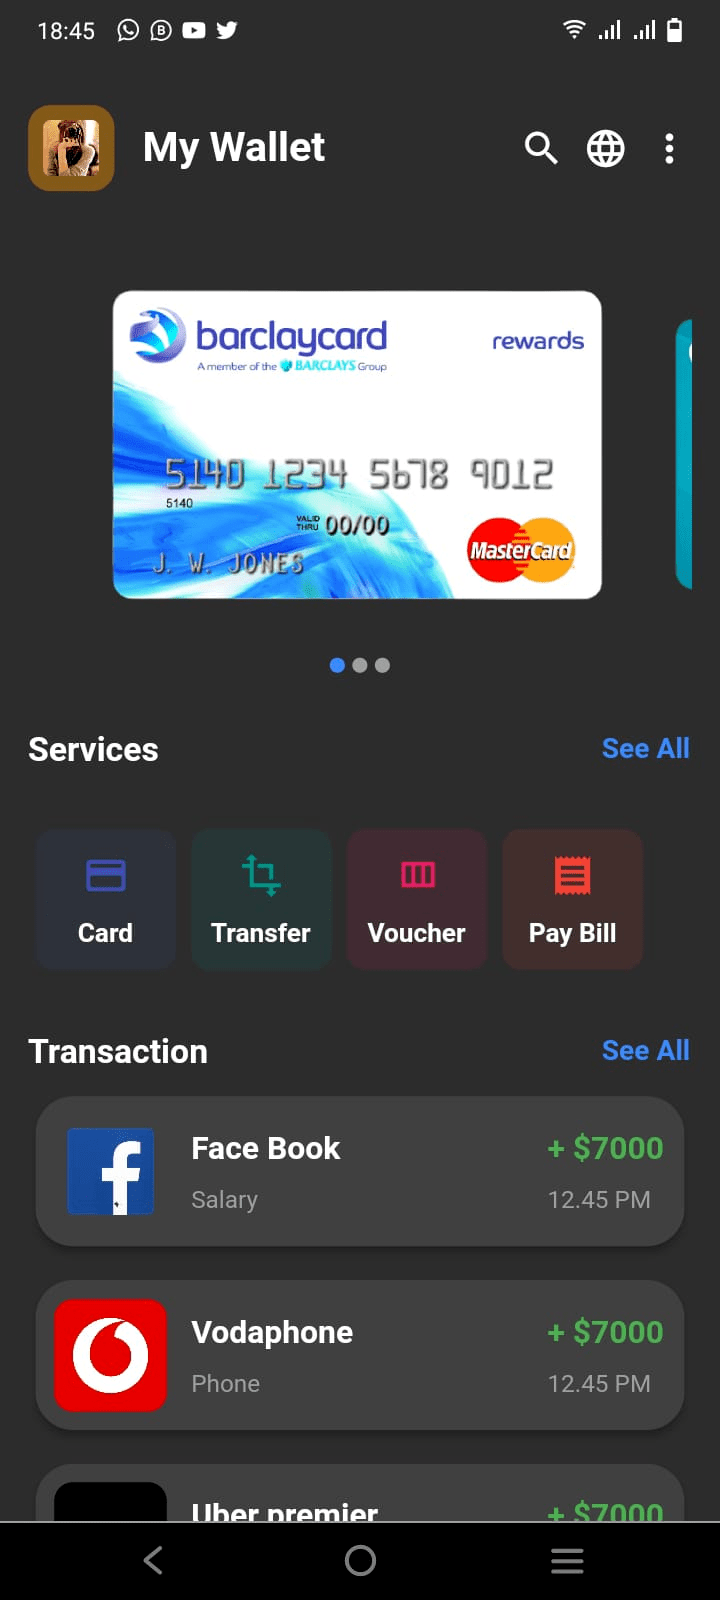 18:45
My Wallet
barclaycard
rewards
A member of the BARCLAYS Group
5140 1234 5678 9012
5140
VALID THRU 00/00
J. W. JONES
MasterCard
Services
See All
Card
Transfer
Voucher
Pay Bill
Transaction
See All
Face Book
+ $7000
Salary
12.45 PM
Vodaphone
+ $7000
Phone
12.45 PM
Uber premier
+ $7000